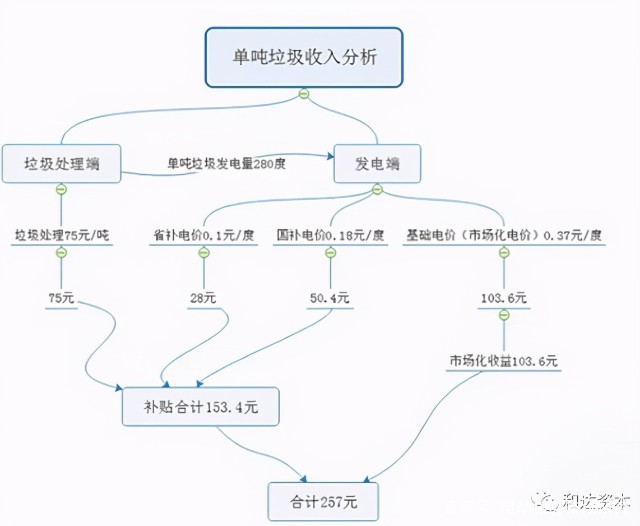 单吨垃圾收入分析
垃圾处理端
单吨垃圾发电量280度
发电端
垃圾处理75元/吨
省补电价0.1元/度
国补电价0.18元/度
基础电价（市场化电价）0.37元/度
75元
28元
50.4元
103.6元
市场化收益103.6元
补贴合计153.4元
合计257元
和达资本